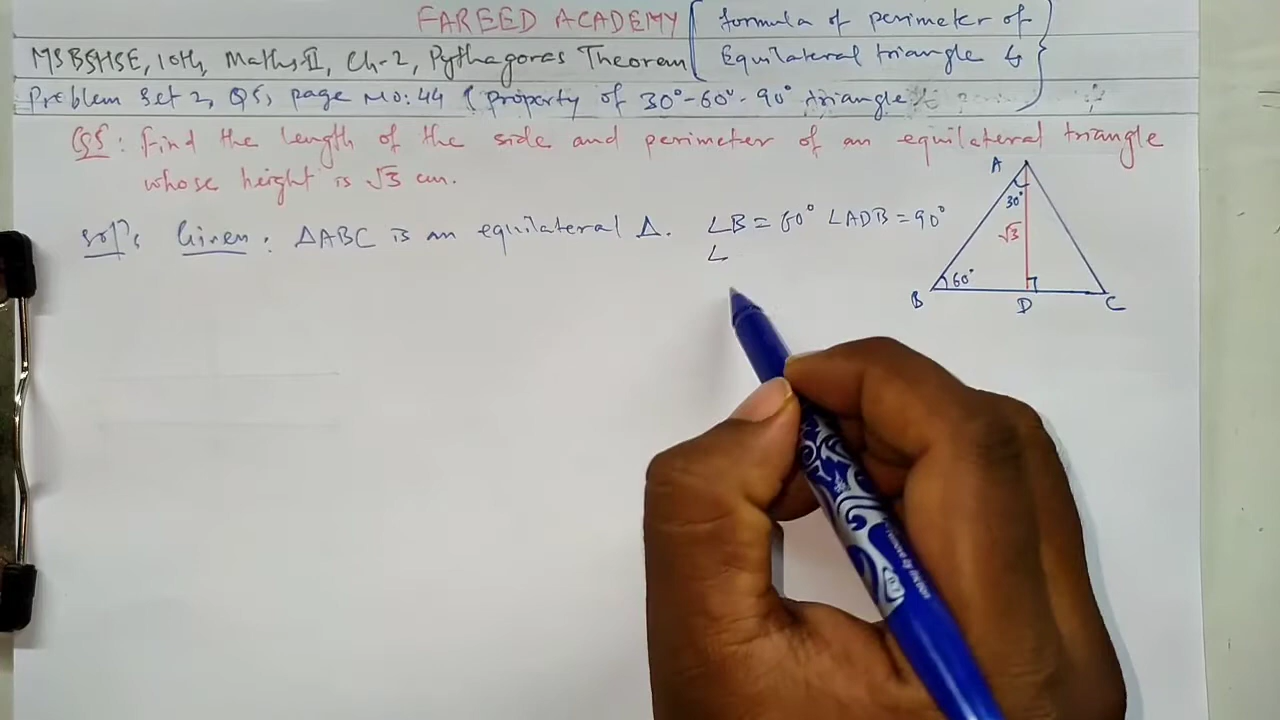 FAREED ACADEMY
formula of perimeter of
MSBSHSE, 10th, Maths-II, Ch-2, Pythagoras Theorem
Equilateral triangle &
Problem Set 2, Q5, page No: 44 ( property of 30°-60°-90° triangle
Q5: Find the length of the side and perimeter of an equilateral triangle
whose height is √3 cm.
Soln: Given: ΔABC is an equilateral Δ. ∠B = 60° ∠ADB = 90°
∠
A
30°
√3
60°
B
D
C